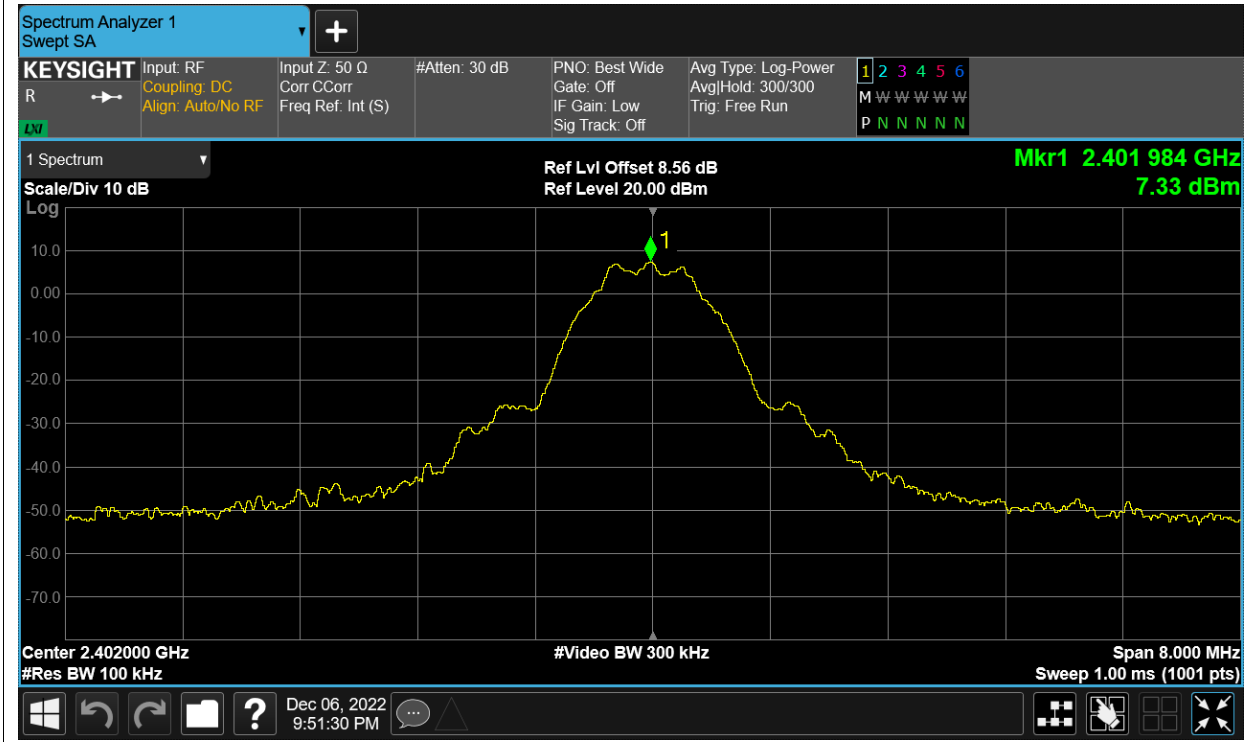 Spectrum Analyzer 1
Swept SA
KEYSIGHT
R
LXI
Input: RF
Coupling: DC
Align: Auto/No RF
Input Z: 50 Ω
Corr CCorr
Freq Ref: Int (S)
#Atten: 30 dB
PNO: Best Wide
Gate: Off
IF Gain: Low
Sig Track: Off
Avg Type: Log-Power
Avg|Hold: 300/300
Trig: Free Run
1 2 3 4 5 6
M W W W W W
P N N N N N
1 Spectrum
Scale/Div 10 dB
Log
Ref Lvl Offset 8.56 dB
Ref Level 20.00 dBm
Mkr1 2.401 984 GHz
7.33 dBm
1
10.0
0.00
-10.0
-20.0
-30.0
-40.0
-50.0
-60.0
-70.0
Center 2.402000 GHz
#Res BW 100 kHz
#Video BW 300 kHz
Span 8.000 MHz
Sweep 1.00 ms (1001 pts)
?
Dec 06, 2022
9:51:30 PM